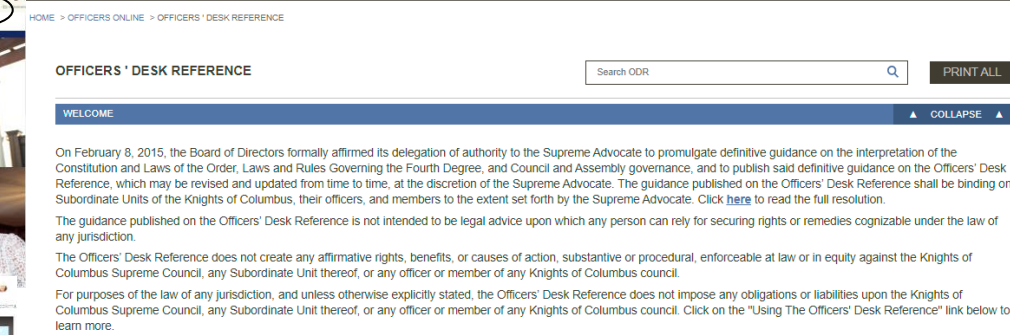 HOME > OFFICERS ONLINE > OFFICERS ' DESK REFERENCE
OFFICERS ' DESK REFERENCE
Search ODR
PRINT ALL
WELCOME
▲ COLLAPSE ▲
On February 8, 2015, the Board of Directors formally affirmed its delegation of authority to the Supreme Advocate to promulgate definitive guidance on the interpretation of the
Constitution and Laws of the Order, Laws and Rules Governing the Fourth Degree, and Council and Assembly governance, and to publish said definitive guidance on the Officers' Desk
Reference, which may be revised and updated from time to time, at the discretion of the Supreme Advocate. The guidance published on the Officers' Desk Reference shall be binding on
Subordinate Units of the Knights of Columbus, their officers, and members to the extent set forth by the Supreme Advocate. Click here to read the full resolution.
The guidance published on the Officers' Desk Reference is not intended to be legal advice upon which any person can rely for securing rights or remedies cognizable under the law of
any jurisdiction.
The Officers' Desk Reference does not create any affirmative rights, benefits, or causes of action, substantive or procedural, enforceable at law or in equity against the Knights of
Columbus Supreme Council, any Subordinate Unit thereof, or any officer or member of any Knights of Columbus council.
For purposes of the law of any jurisdiction, and unless otherwise explicitly stated, the Officers' Desk Reference does not impose any obligations or liabilities upon the Knights of
Columbus Supreme Council, any Subordinate Unit thereof, or any officer or member of any Knights of Columbus council. Click on the "Using The Officers' Desk Reference" link below to
learn more.